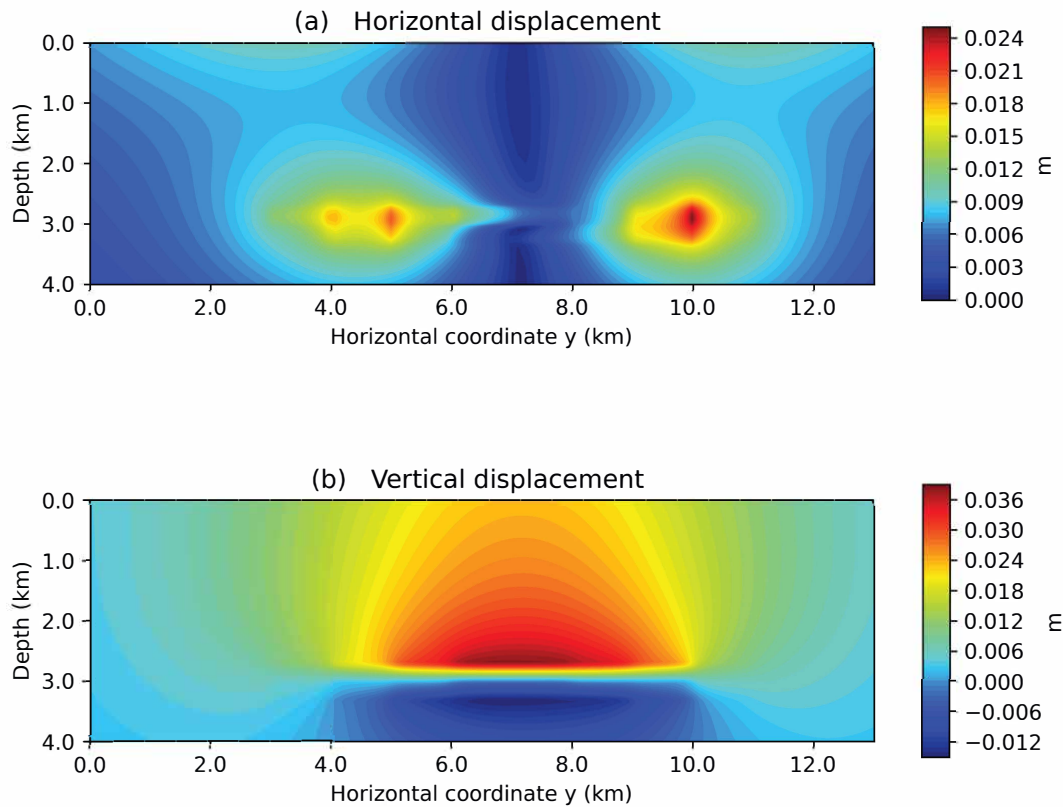 (a) Horizontal displacement
0.0
1.0
2.0
3.0
4.0
Depth (km)
0.0 2.0 4.0 6.0 8.0 10.0 12.0
Horizontal coordinate y (km)
0.024
0.021
0.018
0.015
0.012
0.009
0.006
0.003
0.000
m
(b) Vertical displacement
0.0
1.0
2.0
3.0
4.0
Depth (km)
0.0 2.0 4.0 6.0 8.0 10.0 12.0
Horizontal coordinate y (km)
0.036
0.030
0.024
0.018
0.012
0.006
0.000
−0.006
−0.012
m